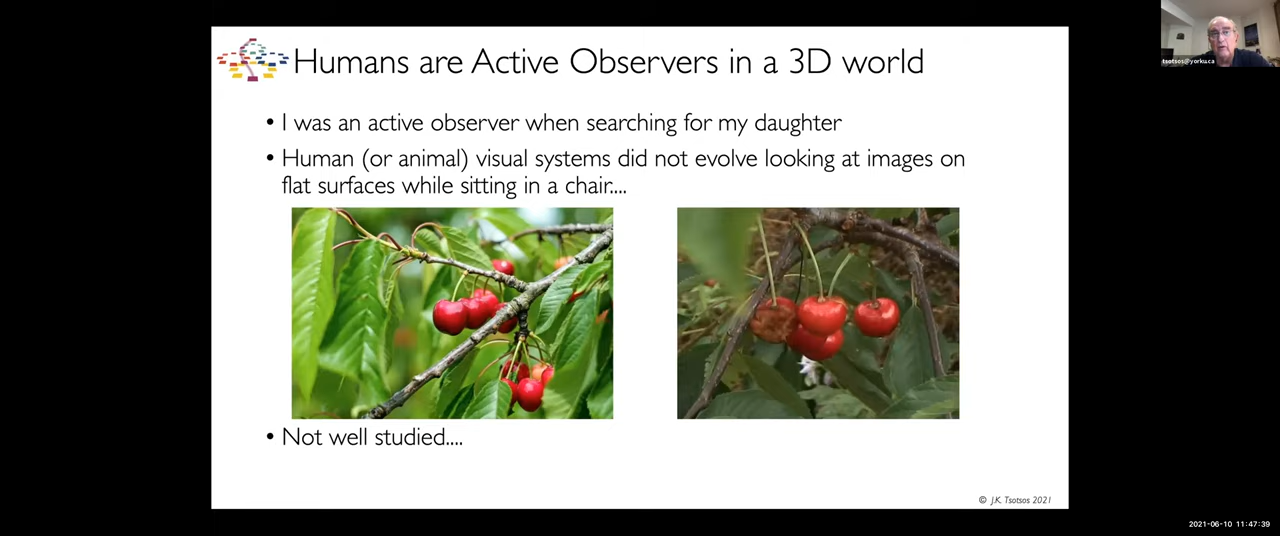 Humans are Active Observers in a 3D world
• I was an active observer when searching for my daughter
• Human (or animal) visual systems did not evolve looking at images on
flat surfaces while sitting in a chair....
• Not well studied....
© J.K. Tsotsos 2021
tsotsos@yorku.ca
2021-06-10 11:47:39